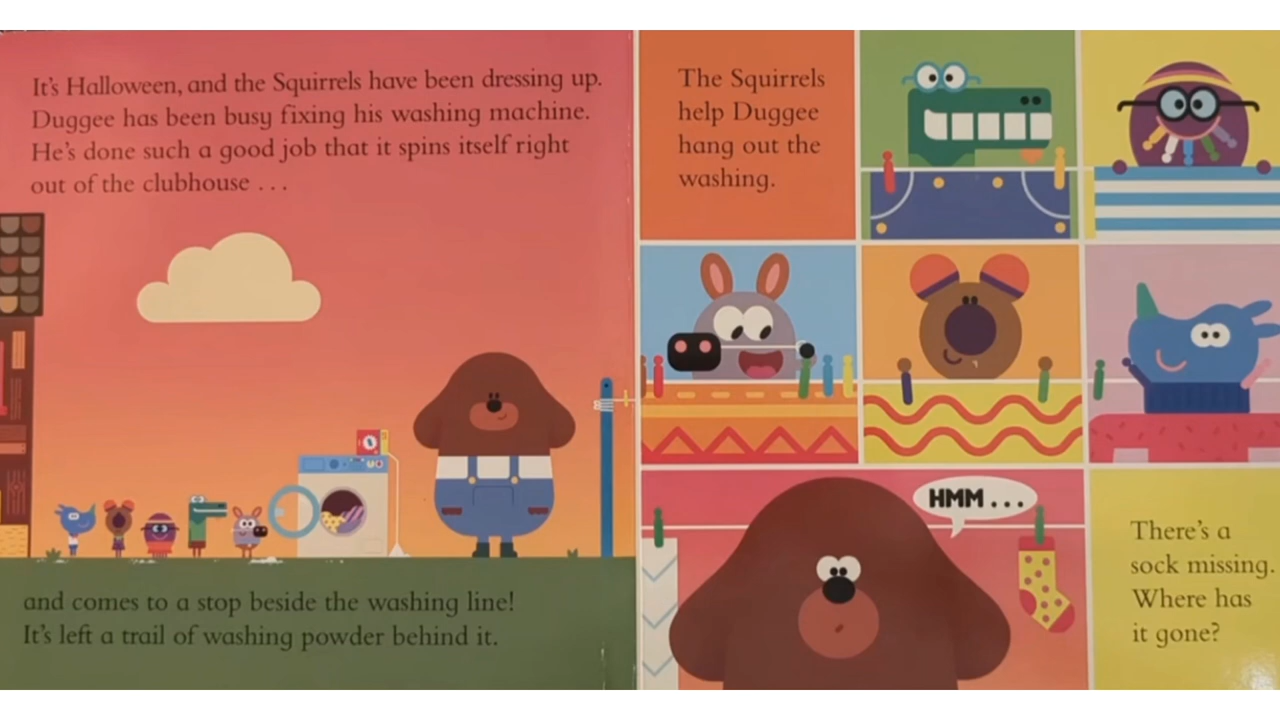 It's Halloween, and the Squirrels have been dressing up.
Duggee has been busy fixing his washing machine.
He's done such a good job that it spins itself right
out of the clubhouse . . .
and comes to a stop beside the washing line!
It's left a trail of washing powder behind it.
The Squirrels
help Duggee
hang out the
washing.
HMM . . .
There's a
sock missing.
Where has
it gone?